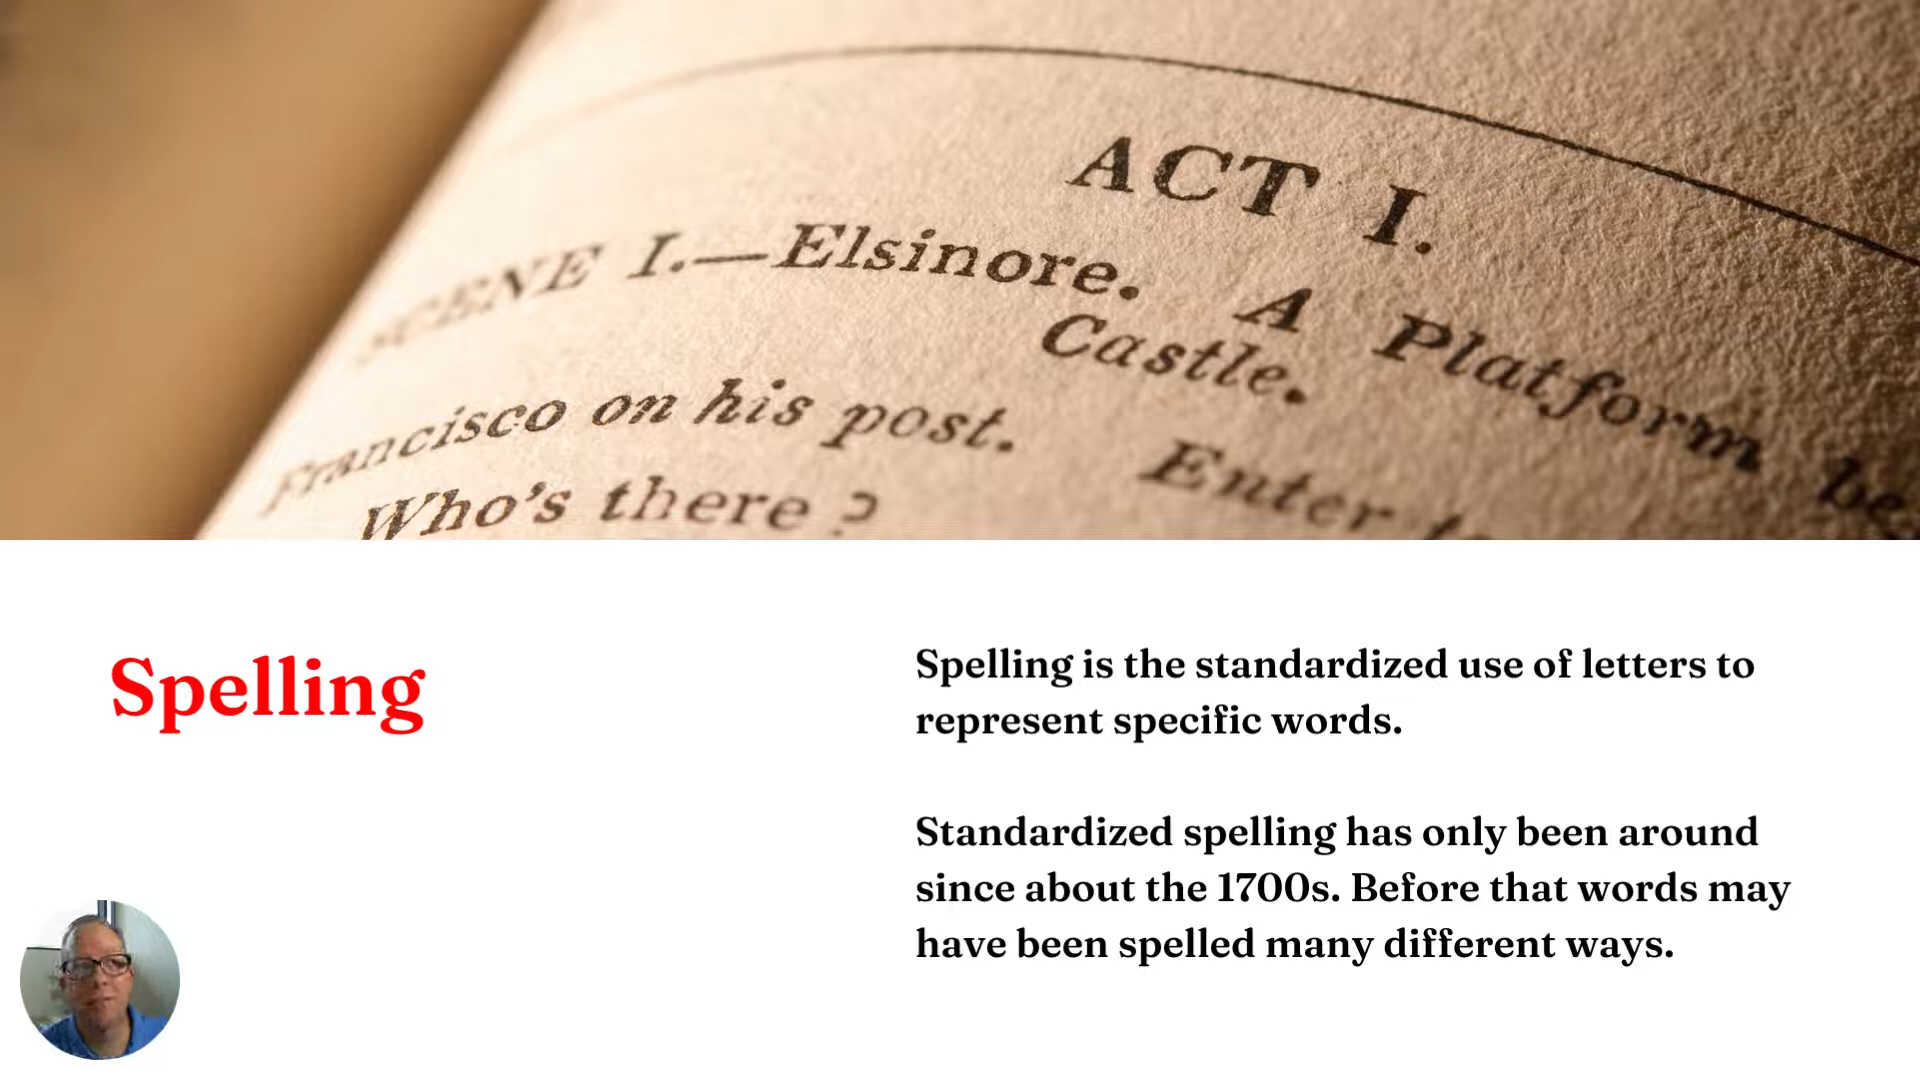 ACT I.
SCENE I.—Elsinore. A Platform
Castle.
Francisco on his post. Enter
Who's there ?
Spelling
Spelling is the standardized use of letters to
represent specific words.
Standardized spelling has only been around
since about the 1700s. Before that words may
have been spelled many different ways.